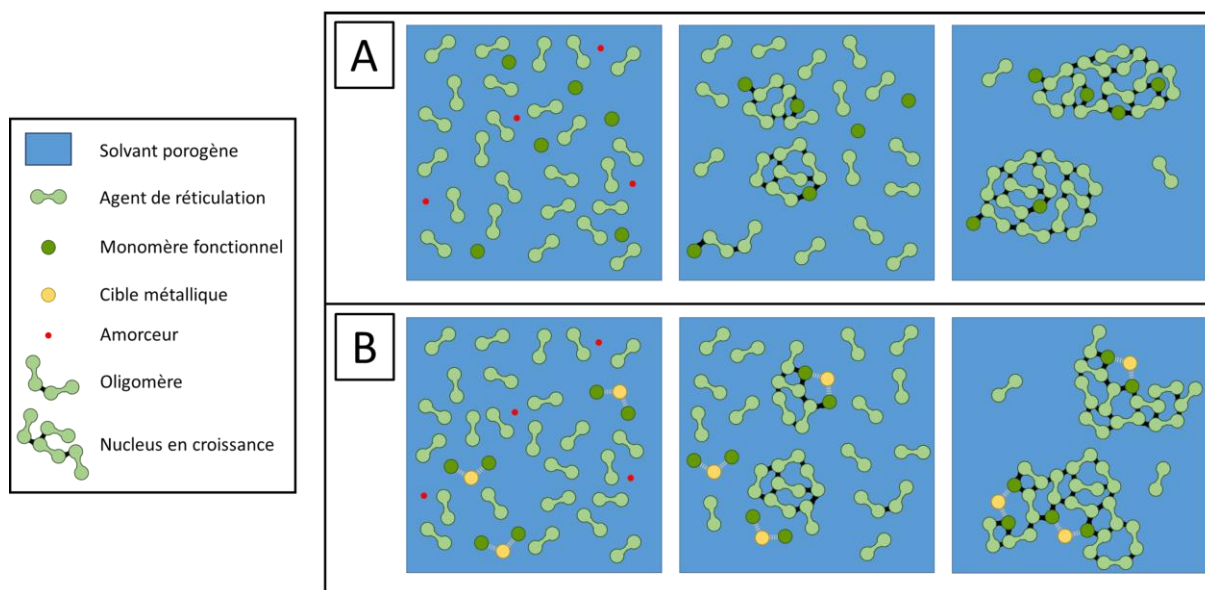 Solvant porogène
Agent de réticulation
Monomère fonctionnel
Cible métallique
Amorceur
Oligomère
Nucleus en croissance
A
B